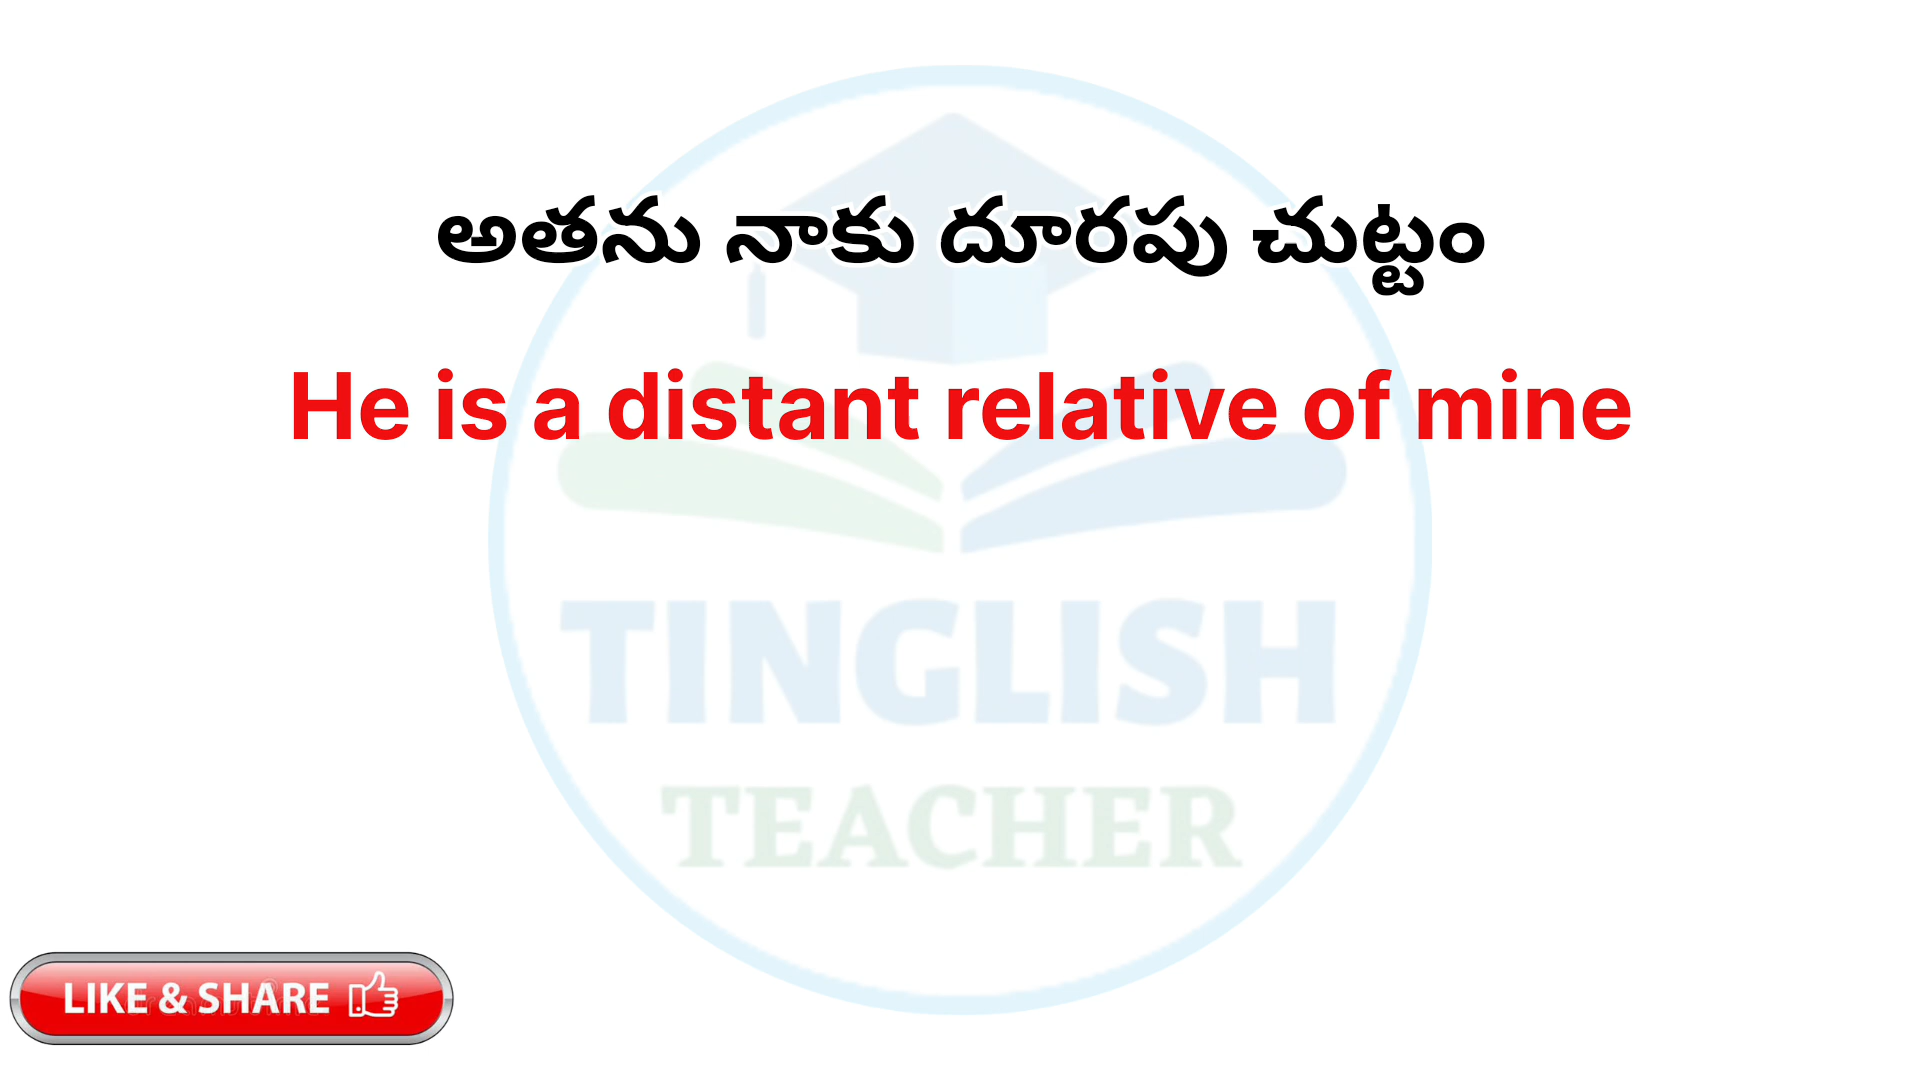 అతను నాకు దూరపు చుట్టం
He is a distant relative of mine
TINGLISH
TEACHER
LIKE & SHARE